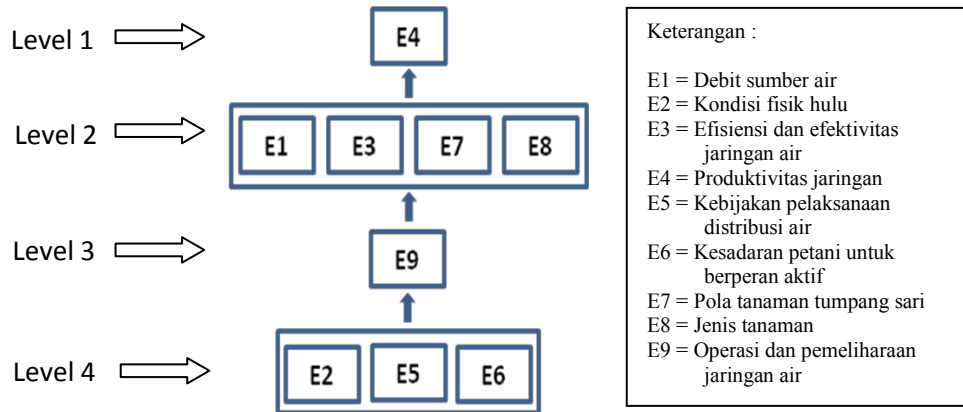 Level 1
E4
Level 2
E1 E3 E7 E8
Level 3
E9
Level 4
E2 E5 E6
Keterangan :
E1 = Debit sumber air
E2 = Kondisi fisik hulu
E3 = Efisiensi dan efektivitas
jaringan air
E4 = Produktivitas jaringan
E5 = Kebijakan pelaksanaan
distribusi air
E6 = Kesadaran petani untuk
berperan aktif
E7 = Pola tanaman tumpang sari
E8 = Jenis tanaman
E9 = Operasi dan pemeliharaan
jaringan air